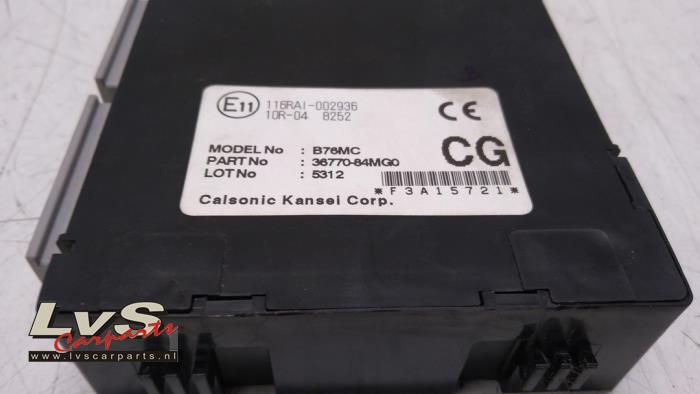 E11 116RAI-002936
10R-04 8252
CE
MODEL No : B76MC
PART No : 36770-84MG0
LOT No : 5312
CG
*F3A15721*
Calsonic Kansei Corp.
LvS
Carparts
www.lvscarparts.nl